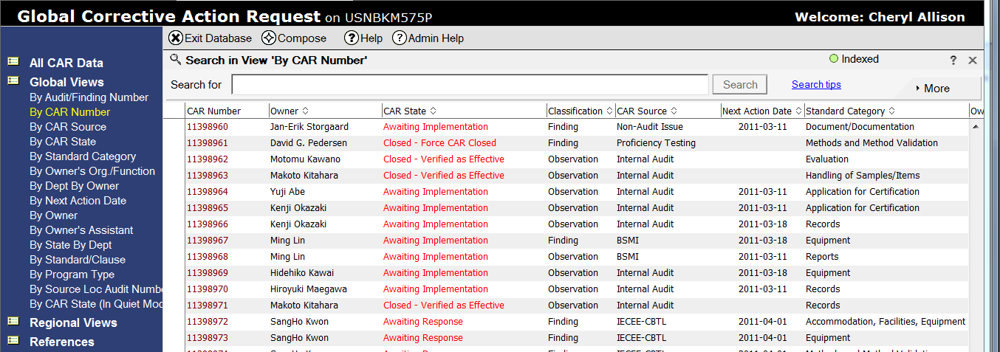 Global Corrective Action Request on USNBKM575P Welcome: Cheryl Allison
Exit Database Compose ? Help ? Admin Help
All CAR Data
Global Views
By Audit/Finding Number
By CAR Number
By CAR Source
By CAR State
By Standard Category
By Owner's Org./Function
By Dept By Owner
By Next Action Date
By Owner
By Owner's Assistant
By State By Dept
By Standard/Clause
By Program Type
By Source Loc Audit Numbe
By CAR State (In Quiet Moc
Regional Views
References
Search in View 'By CAR Number' Indexed ? ×
Search for Search Search tips More
CAR Number Owner CAR State Classification CAR Source Next Action Date Standard Category Ow
11398960 Jan-Erik Storgaard Awaiting Implementation Finding Non-Audit Issue 2011-03-11 Document/Documentation
11398961 David G. Pedersen Closed - Force CAR Closed Finding Proficiency Testing Methods and Method Validation
11398962 Motomu Kawano Closed - Verified as Effective Observation Internal Audit Evaluation
11398963 Makoto Kitahara Closed - Verified as Effective Observation Internal Audit Handling of Samples/Items
11398964 Yuji Abe Awaiting Implementation Observation Internal Audit 2011-03-11 Application for Certification
11398965 Kenji Okazaki Awaiting Implementation Observation Internal Audit 2011-03-11 Application for Certification
11398966 Kenji Okazaki Awaiting Implementation Observation Internal Audit 2011-03-18 Records
11398967 Ming Lin Awaiting Implementation Finding BSMI 2011-03-18 Equipment
11398968 Ming Lin Awaiting Implementation Observation BSMI 2011-03-11 Reports
11398969 Hidehiko Kawai Awaiting Implementation Observation Internal Audit 2011-03-18 Equipment
11398970 Hiroyuki Maegawa Awaiting Implementation Observation Internal Audit 2011-03-11 Records
11398971 Makoto Kitahara Closed - Verified as Effective Observation Internal Audit Records
11398972 SangHo Kwon Awaiting Response Finding IECEE-CBTL 2011-04-01 Accommodation, Facilities, Equipment
11398973 SangHo Kwon Awaiting Response Finding IECEE-CBTL 2011-04-01 Equipment